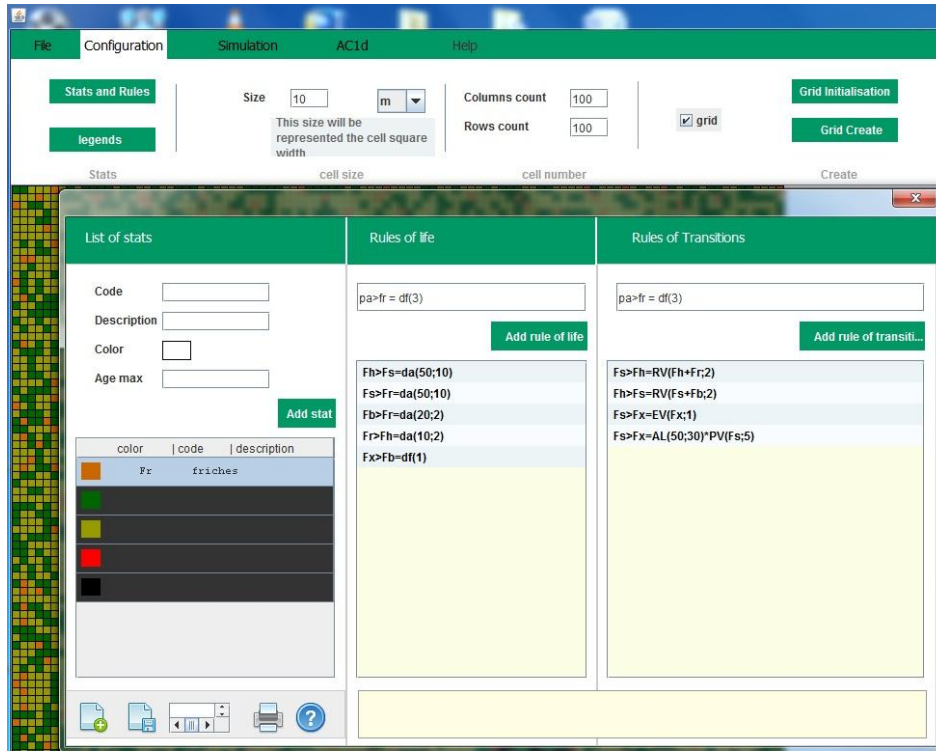 File Configuration Simulation AC1d Help
Stats and Rules
legends
Stats
Size 10 m
This size will be
represented the cell square
width
cell size
Columns count 100
Rows count 100
cell number
grid
Grid Initialisation
Grid Create
Create
x
List of stats
Code
Description
Color
Age max
Add stat
color | code | description
Fr friches
Rules of life
pa>fr = df(3)
Add rule of life
Fh>Fs=da(50;10)
Fs>Fr=da(50;10)
Fb>Fr=da(20;2)
Fr>Fh=da(10;2)
Fx>Fb=df(1)
Rules of Transitions
pa>fr = df(3)
Add rule of transiti...
Fs>Fh=RV(Fh+Fr;2)
Fh>Fs=RV(Fs+Fb;2)
Fs>Fx=EV(Fx;1)
Fs>Fx=AL(50;30)*PV(Fs;5)
?